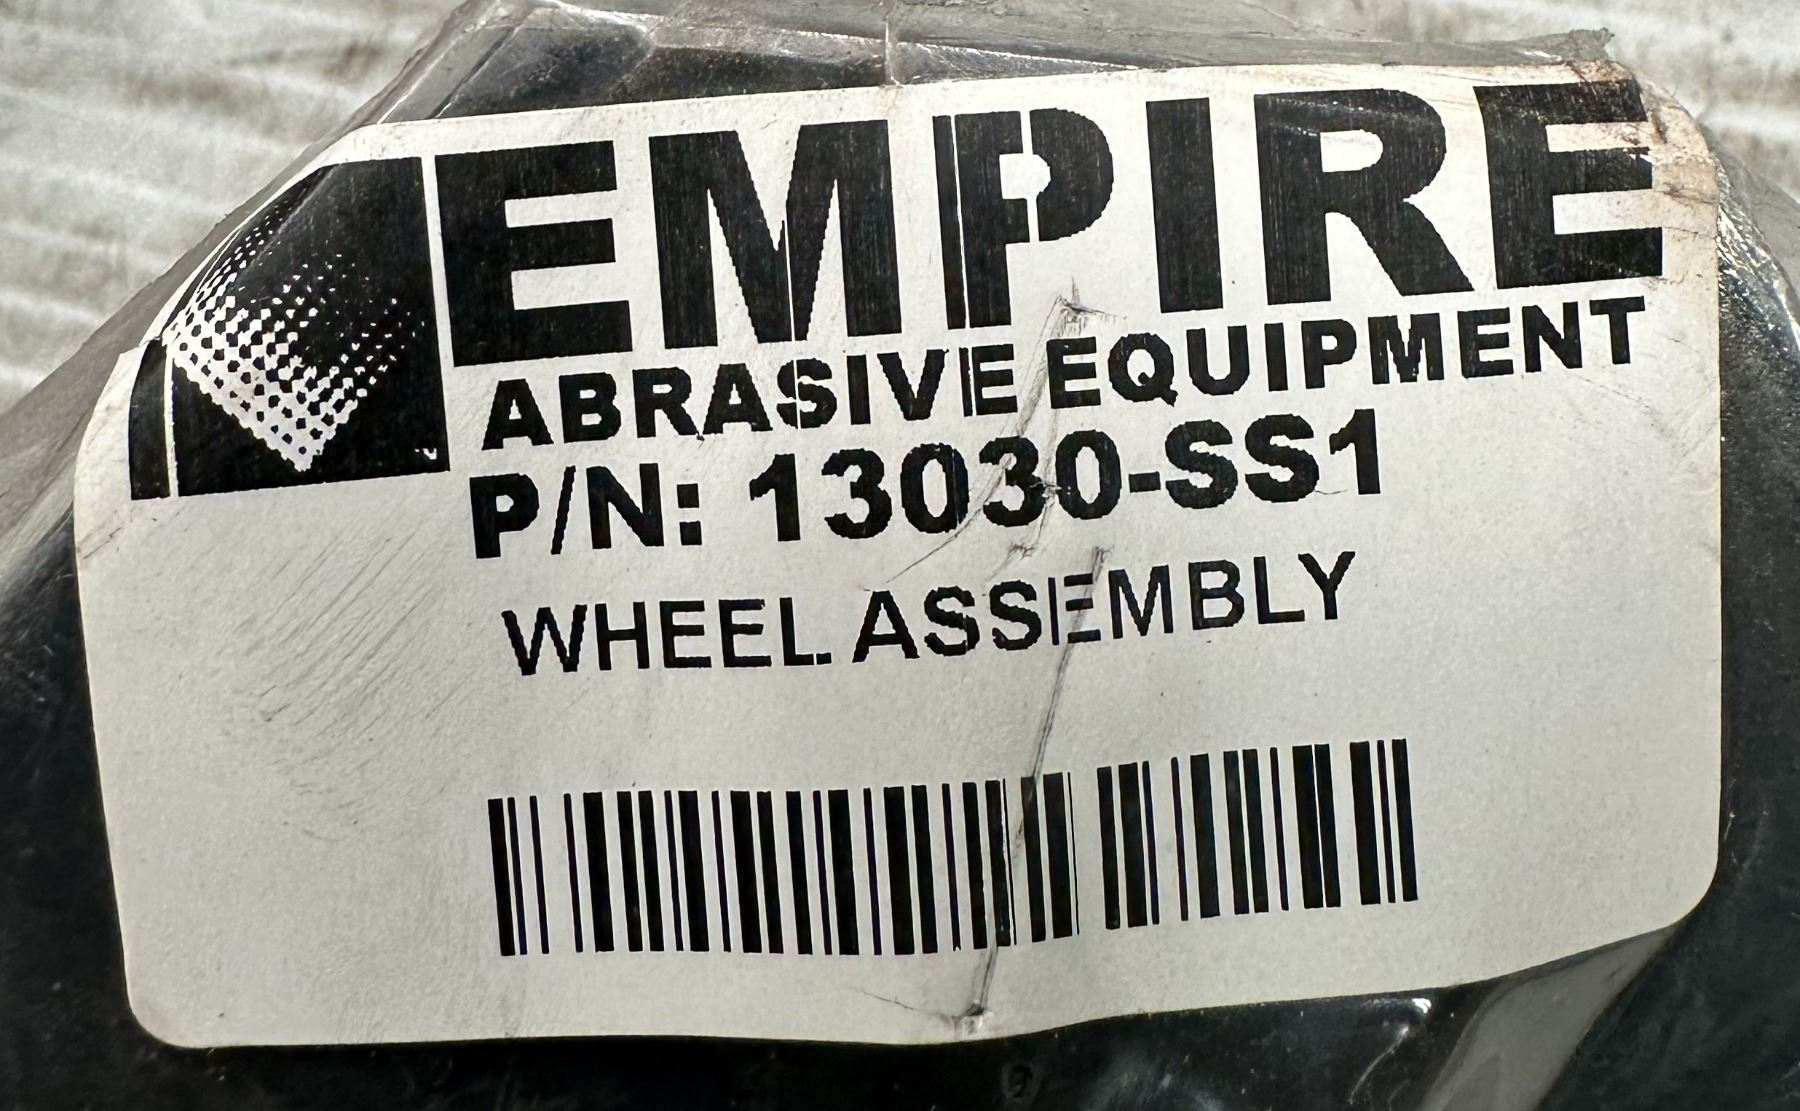 EMPIRE
ABRASIVE EQUIPMENT
P/N: 13030-SS1
WHEEL ASSEMBLY